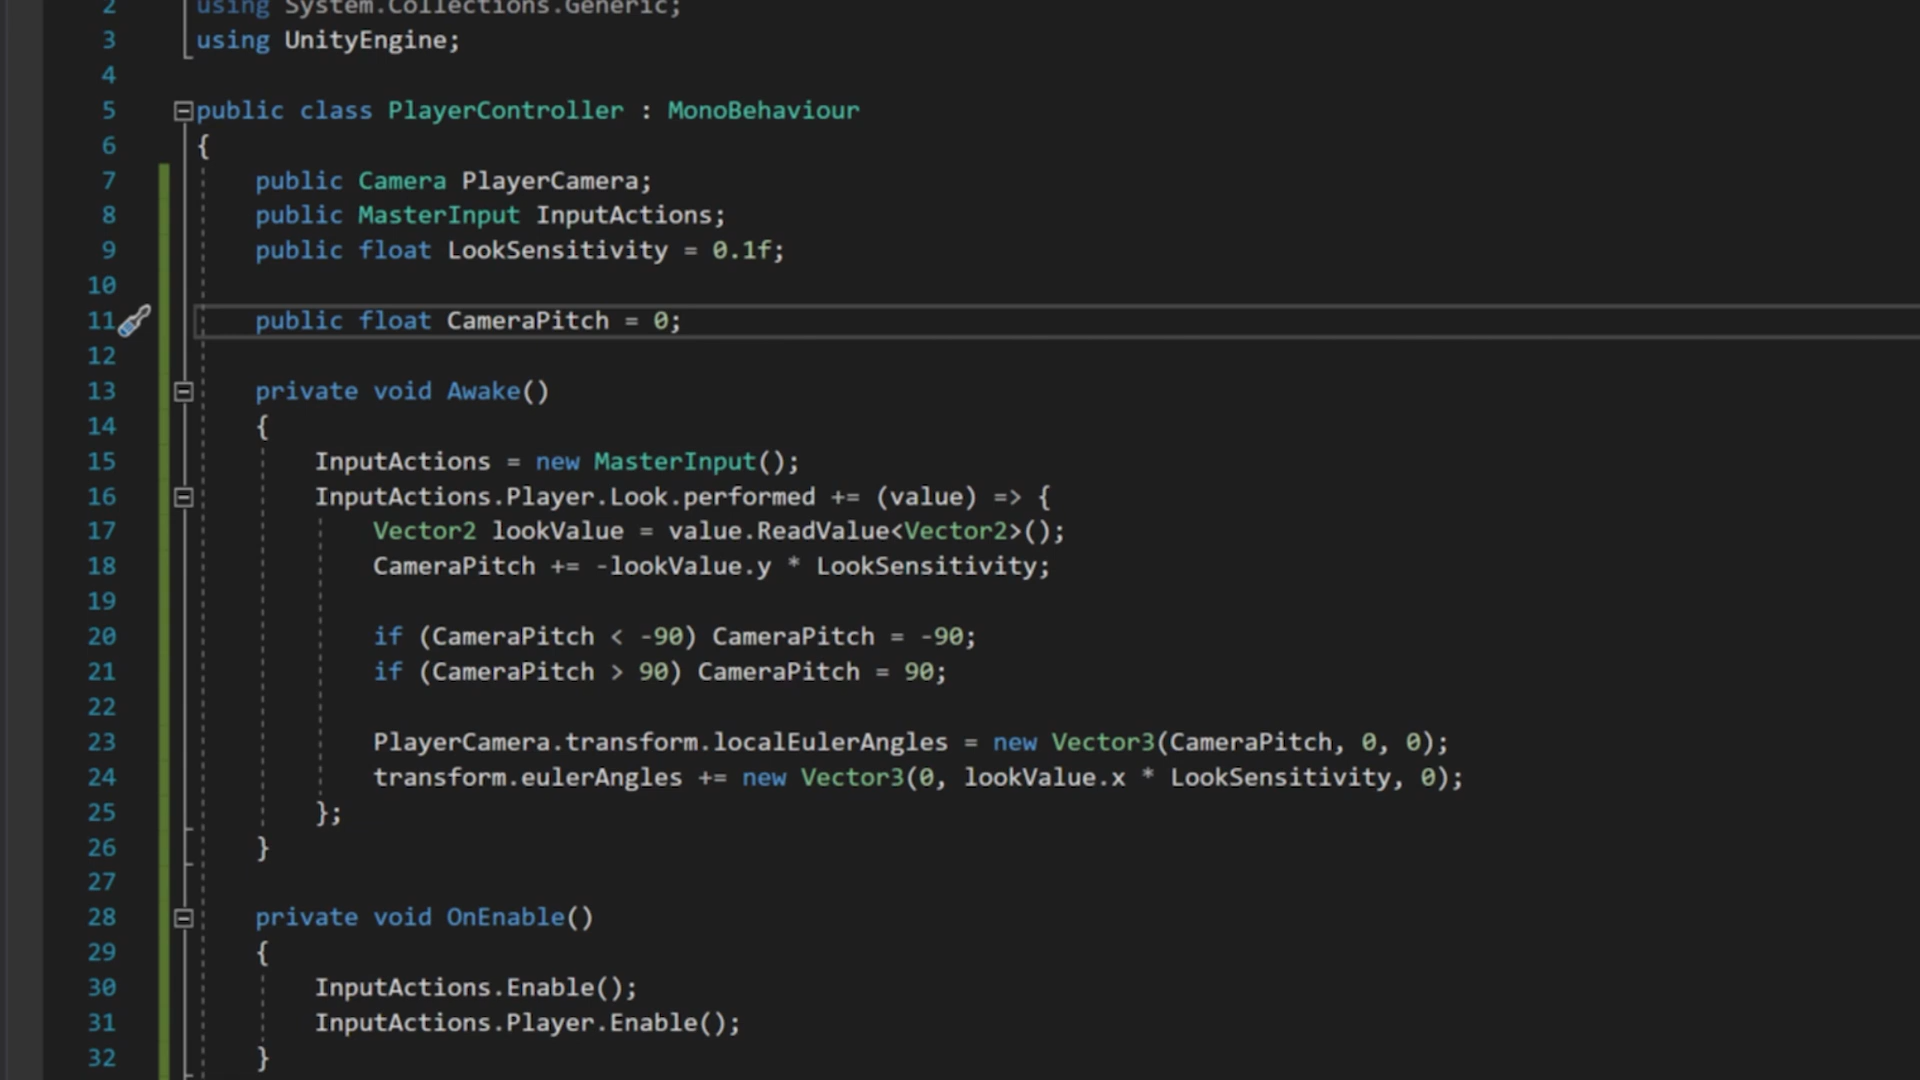 2 using System.Collections.Generic;
3 using UnityEngine;
4
5 public class PlayerController : MonoBehaviour
6 {
7 public Camera PlayerCamera;
8 public MasterInput InputActions;
9 public float LookSensitivity = 0.1f;
10
11 public float CameraPitch = 0;
12
13 private void Awake()
14 {
15 InputActions = new MasterInput();
16 InputActions.Player.Look.performed += (value) => {
17 Vector2 lookValue = value.ReadValue<Vector2>();
18 CameraPitch += -lookValue.y * LookSensitivity;
19
20 if (CameraPitch < -90) CameraPitch = -90;
21 if (CameraPitch > 90) CameraPitch = 90;
22
23 PlayerCamera.transform.localEulerAngles = new Vector3(CameraPitch, 0, 0);
24 transform.eulerAngles += new Vector3(0, lookValue.x * LookSensitivity, 0);
25 };
26 }
27
28 private void OnEnable()
29 {
30 InputActions.Enable();
31 InputActions.Player.Enable();
32 }